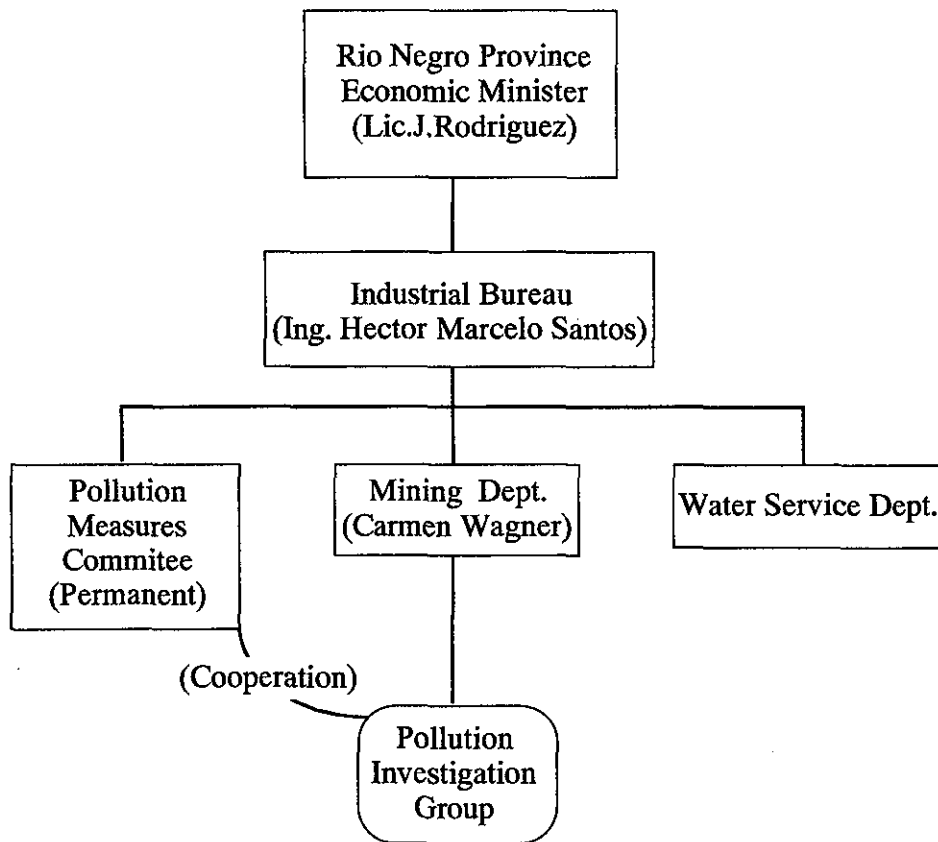 Rio Negro Province
Economic Minister
(Lic.J.Rodriguez)
Industrial Bureau
(Ing. Hector Marcelo Santos)
Pollution
Measures
Commitee
(Permanent)
Mining Dept.
(Carmen Wagner)
Water Service Dept.
(Cooperation)
Pollution
Investigation
Group